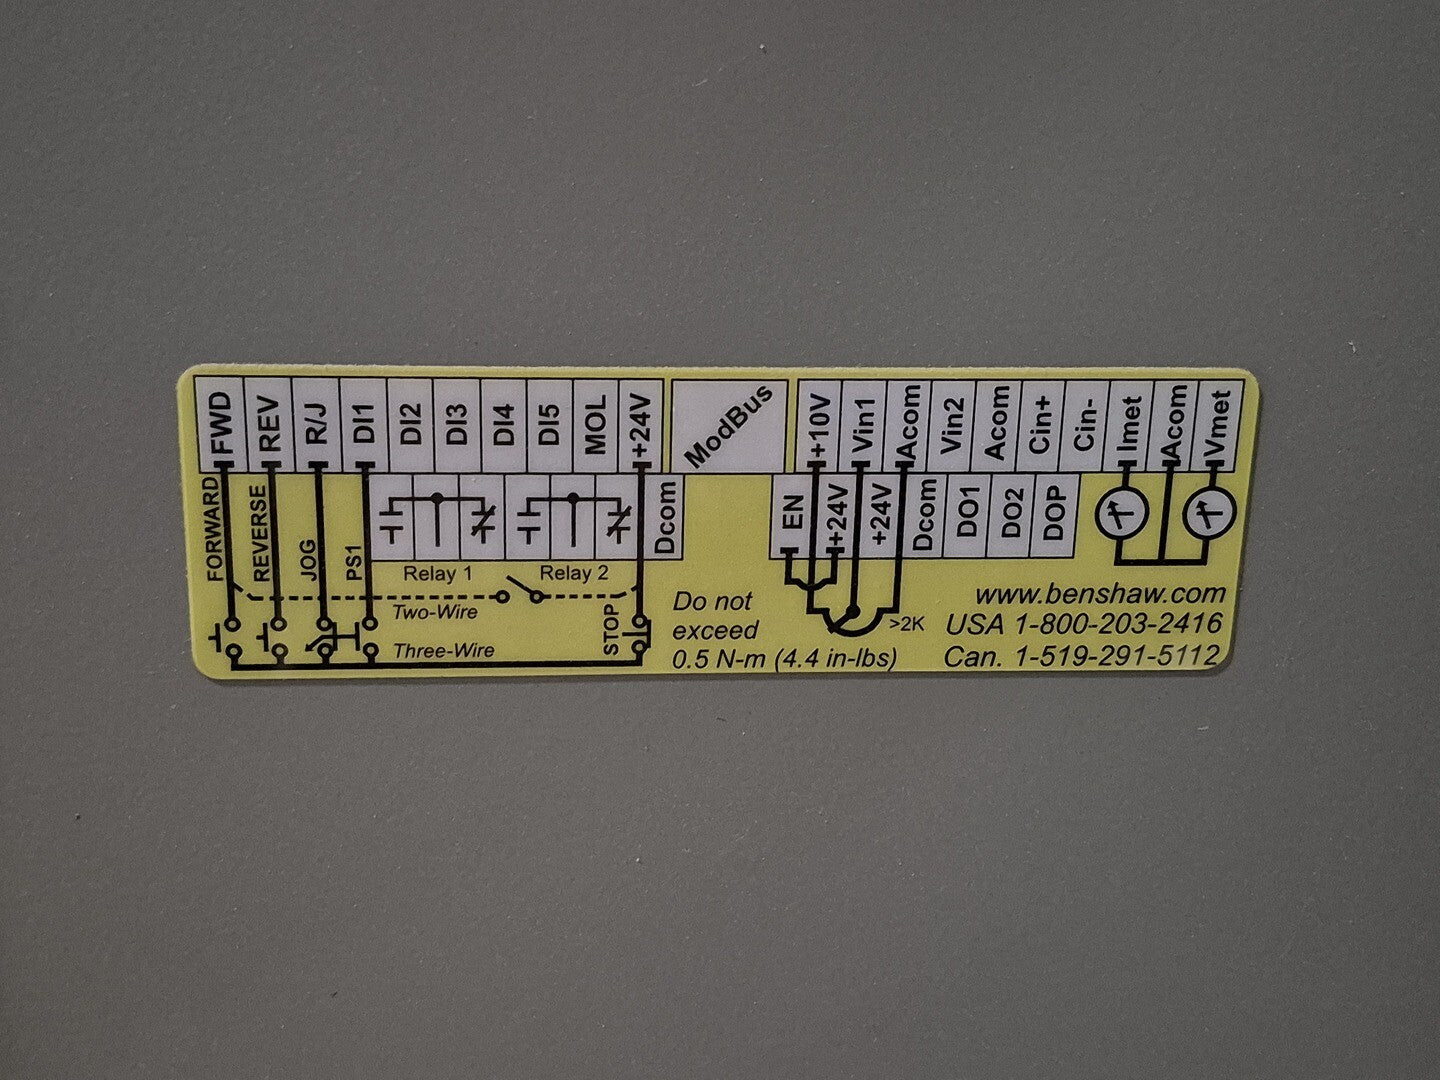 FWD REV R/J DI1 DI2 DI3 DI4 DI5 MOL +24V
ModBus
+10V Vin1 Acom Vin2 Acom Cin+ Cin- Imet Acom Vmet
FORWARD REVERSE JOG PS1
Dcom
EN +24V +24V Dcom DO1 DO2 DOP
Relay 1 Relay 2
Two-Wire
Three-Wire
STOP
Do not
exceed
0.5 N-m (4.4 in-lbs)
>2K
www.benshaw.com
USA 1-800-203-2416
Can. 1-519-291-5112